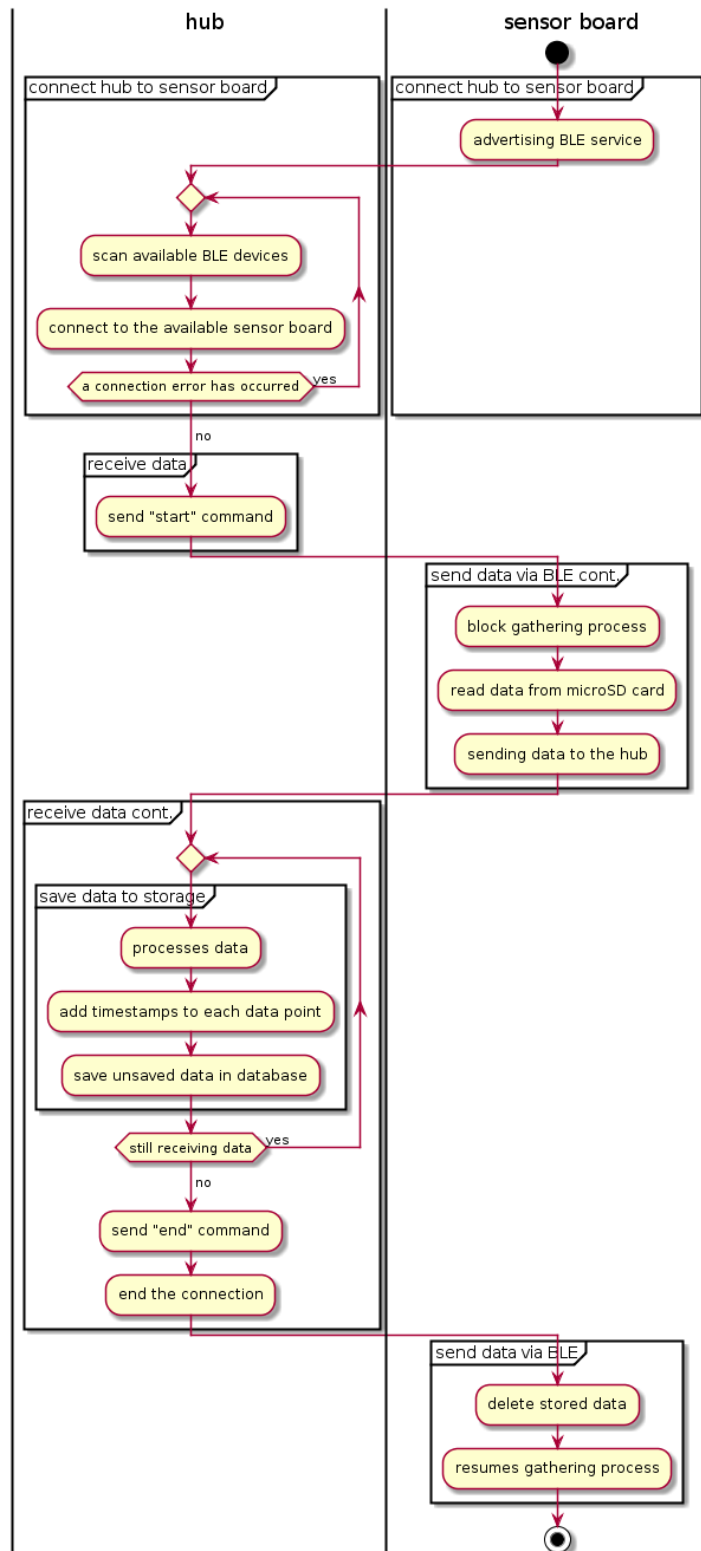 hub
sensor board
connect hub to sensor board
connect hub to sensor board
advertising BLE service
scan available BLE devices
connect to the available sensor board
a connection error has occurred
yes
no
receive data
send "start" command
send data via BLE cont.
block gathering process
read data from microSD card
sending data to the hub
receive data cont.
save data to storage
processes data
add timestamps to each data point
save unsaved data in database
still receiving data
yes
no
send "end" command
end the connection
send data via BLE
delete stored data
resumes gathering process